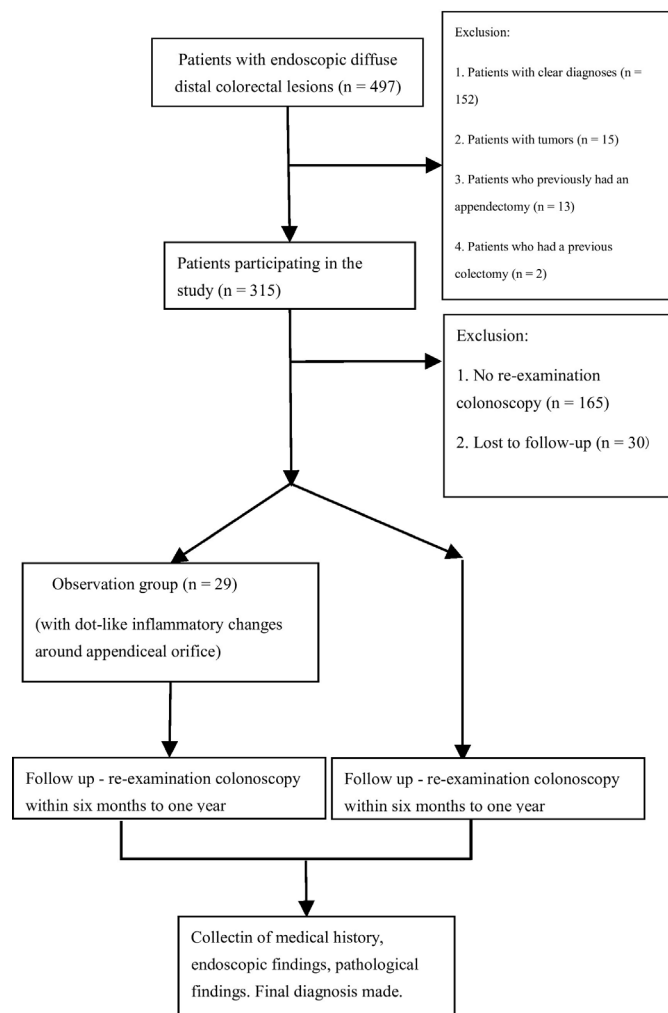 Patients with endoscopic diffuse
distal colorectal lesions (n = 497)
Exclusion:
1. Patients with clear diagnoses (n =
152)
2. Patients with tumors (n = 15)
3. Patients who previously had an
appendectomy (n = 13)
4. Patients who had a previous
colectomy (n = 2)
Patients participating in the
study (n = 315)
Exclusion:
1. No re-examination
colonoscopy (n = 165)
2. Lost to follow-up (n = 30)
Observation group (n = 29)
(with dot-like inflammatory changes
around appendiceal orifice)
Follow up - re-examination colonoscopy
within six months to one year
Follow up - re-examination colonoscopy
within six months to one year
Collectin of medical history,
endoscopic findings, pathological
findings. Final diagnosis made.